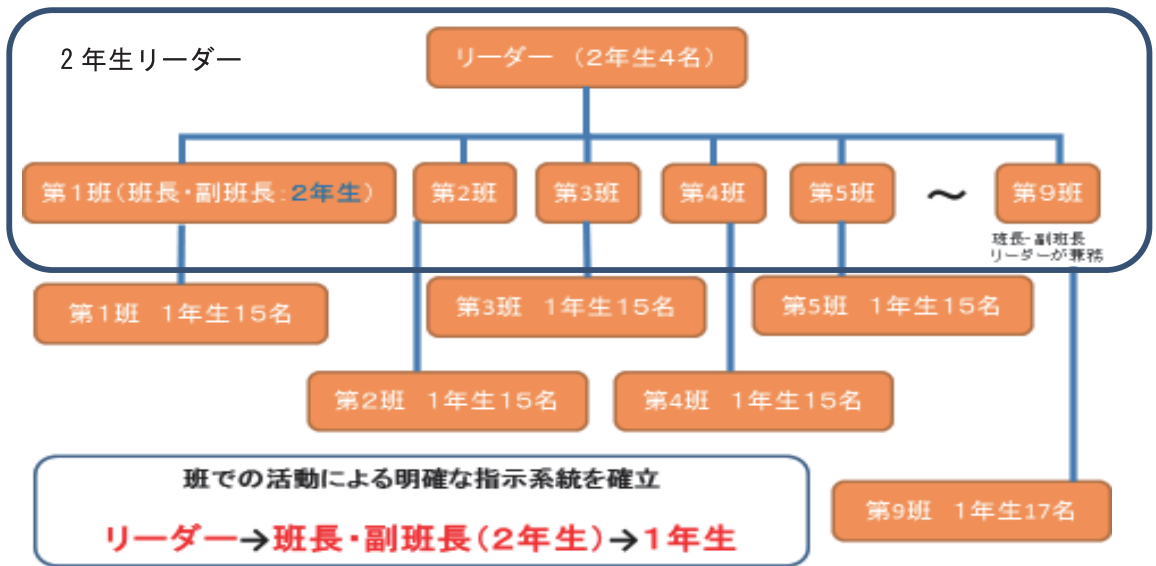 2年生リーダー
リーダー （2年生4名）
第1班（班長・副班長：2年生）
第2班
第3班
第4班
第5班
～
第9班
班長・副班長
リーダーが兼務
第1班　1年生15名
第3班　1年生15名
第5班　1年生15名
第2班　1年生15名
第4班　1年生15名
第9班　1年生17名
班での活動による明確な指示系統を確立
リーダー→班長・副班長（2年生）→1年生